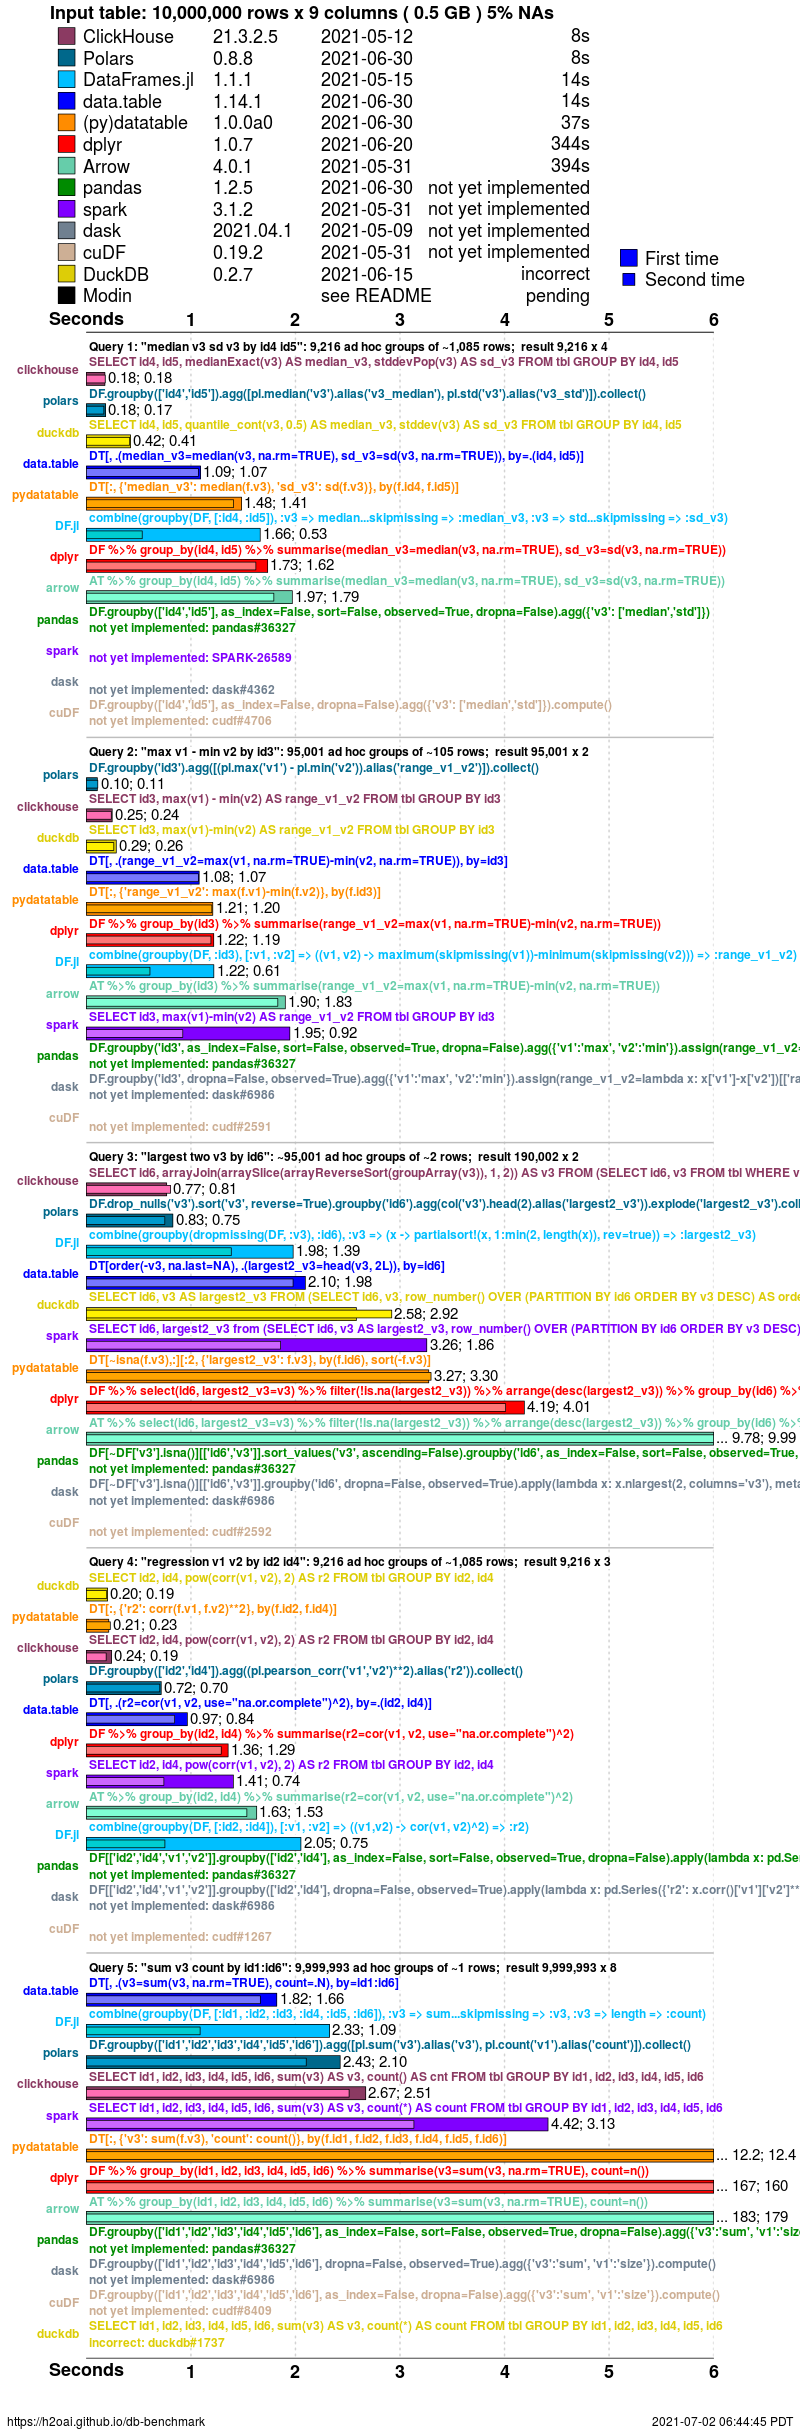 Input table: 10,000,000 rows x 9 columns ( 0.5 GB ) 5% NAs
ClickHouse 21.3.2.5 2021-05-12 8s
Polars 0.8.8 2021-06-30 8s
DataFrames.jl 1.1.1 2021-05-15 14s
data.table 1.14.1 2021-06-30 14s
(py)datatable 1.0.0a0 2021-06-30 37s
dplyr 1.0.7 2021-06-20 344s
Arrow 4.0.1 2021-05-31 394s
pandas 1.2.5 2021-06-30 not yet implemented
spark 3.1.2 2021-05-31 not yet implemented
dask 2021.04.1 2021-05-09 not yet implemented
cuDF 0.19.2 2021-05-31 not yet implemented
DuckDB 0.2.7 2021-06-15 incorrect
Modin see README pending
First time
Second time
Seconds 1 2 3 4 5 6
Query 1: "median v3 sd v3 by id4 id5": 9,216 ad hoc groups of ~1,085 rows; result 9,216 x 4
SELECT id4, id5, medianExact(v3) AS median_v3, stddevPop(v3) AS sd_v3 FROM tbl GROUP BY id4, id5
clickhouse 0.18; 0.18
DF.groupby(['id4','id5']).agg([pl.median('v3').alias('v3_median'), pl.std('v3').alias('v3_std')]).collect()
polars 0.18; 0.17
SELECT id4, id5, quantile_cont(v3, 0.5) AS median_v3, stddev(v3) AS sd_v3 FROM tbl GROUP BY id4, id5
duckdb 0.42; 0.41
DT[, .(median_v3=median(v3, na.rm=TRUE), sd_v3=sd(v3, na.rm=TRUE)), by=.(id4, id5)]
data.table 1.09; 1.07
DT[:, {'median_v3': median(f.v3), 'sd_v3': sd(f.v3)}, by(f.id4, f.id5)]
pydatatable 1.48; 1.41
combine(groupby(DF, [:id4, :id5]), :v3 => median...skipmissing => :median_v3, :v3 => std...skipmissing => :sd_v3)
DF.jl 1.66; 0.53
DF %>% group_by(id4, id5) %>% summarise(median_v3=median(v3, na.rm=TRUE), sd_v3=sd(v3, na.rm=TRUE))
dplyr 1.73; 1.62
AT %>% group_by(id4, id5) %>% summarise(median_v3=median(v3, na.rm=TRUE), sd_v3=sd(v3, na.rm=TRUE))
arrow 1.97; 1.79
DF.groupby(['id4','id5'], as_index=False, sort=False, observed=True, dropna=False).agg({'v3': ['median','std']})
pandas not yet implemented: pandas#36327
spark not yet implemented: SPARK-26589
dask not yet implemented: dask#4362
DF.groupby(['id4','id5'], as_index=False, dropna=False).agg({'v3': ['median','std']}).compute()
cuDF not yet implemented: cudf#4706
Query 2: "max v1 - min v2 by id3": 95,001 ad hoc groups of ~105 rows; result 95,001 x 2
DF.groupby('id3').agg([(pl.max('v1') - pl.min('v2')).alias('range_v1_v2')]).collect()
polars 0.10; 0.11
SELECT id3, max(v1) - min(v2) AS range_v1_v2 FROM tbl GROUP BY id3
clickhouse 0.25; 0.24
SELECT id3, max(v1)-min(v2) AS range_v1_v2 FROM tbl GROUP BY id3
duckdb 0.29; 0.26
DT[, .(range_v1_v2=max(v1, na.rm=TRUE)-min(v2, na.rm=TRUE)), by=id3]
data.table 1.08; 1.07
DT[:, {'range_v1_v2': max(f.v1)-min(f.v2)}, by(f.id3)]
pydatatable 1.21; 1.20
DF %>% group_by(id3) %>% summarise(range_v1_v2=max(v1, na.rm=TRUE)-min(v2, na.rm=TRUE))
dplyr 1.22; 1.19
combine(groupby(DF, :id3), [:v1, :v2] => ((v1, v2) -> maximum(skipmissing(v1))-minimum(skipmissing(v2))) => :range_v1_v2)
DF.jl 1.22; 0.61
AT %>% group_by(id3) %>% summarise(range_v1_v2=max(v1, na.rm=TRUE)-min(v2, na.rm=TRUE))
arrow 1.90; 1.83
SELECT id3, max(v1)-min(v2) AS range_v1_v2 FROM tbl GROUP BY id3
spark 1.95; 0.92
DF.groupby('id3', as_index=False, sort=False, observed=True, dropna=False).agg({'v1':'max', 'v2':'min'}).assign(range_v1_v2=
pandas not yet implemented: pandas#36327
DF.groupby('id3', dropna=False, observed=True).agg({'v1':'max', 'v2':'min'}).assign(range_v1_v2=lambda x: x['v1']-x['v2'])[['ra
dask not yet implemented: dask#6986
cuDF not yet implemented: cudf#2591
Query 3: "largest two v3 by id6": ~95,001 ad hoc groups of ~2 rows; result 190,002 x 2
SELECT id6, arrayJoin(arraySlice(arrayReverseSort(groupArray(v3)), 1, 2)) AS v3 FROM (SELECT id6, v3 FROM tbl WHERE v
clickhouse 0.77; 0.81
DF.drop_nulls('v3').sort('v3', reverse=True).groupby('id6').agg(col('v3').head(2).alias('largest2_v3')).explode('largest2_v3').coll
polars 0.83; 0.75
combine(groupby(dropmissing(DF, :v3), :id6), :v3 => (x -> partialsort!(x, 1:min(2, length(x)), rev=true)) => :largest2_v3)
DF.jl 1.98; 1.39
DT[order(-v3, na.last=NA), .(largest2_v3=head(v3, 2L)), by=id6]
data.table 2.10; 1.98
SELECT id6, v3 AS largest2_v3 FROM (SELECT id6, v3, row_number() OVER (PARTITION BY id6 ORDER BY v3 DESC) AS orde
duckdb 2.58; 2.92
SELECT id6, largest2_v3 from (SELECT id6, v3 AS largest2_v3, row_number() OVER (PARTITION BY id6 ORDER BY v3 DESC)
spark 3.26; 1.86
DT[~isna(f.v3),:][:2, {'largest2_v3': f.v3}, by(f.id6), sort(-f.v3)]
pydatatable 3.27; 3.30
DF %>% select(id6, largest2_v3=v3) %>% filter(!is.na(largest2_v3)) %>% arrange(desc(largest2_v3)) %>% group_by(id6) %>%
dplyr 4.19; 4.01
AT %>% select(id6, largest2_v3=v3) %>% filter(!is.na(largest2_v3)) %>% arrange(desc(largest2_v3)) %>% group_by(id6) %>%
arrow ... 9.78; 9.99
DF[~DF['v3'].isna()][['id6','v3']].sort_values('v3', ascending=False).groupby('id6', as_index=False, sort=False, observed=True,
pandas not yet implemented: pandas#36327
DF[~DF['v3'].isna()][['id6','v3']].groupby('id6', dropna=False, observed=True).apply(lambda x: x.nlargest(2, columns='v3'), meta
dask not yet implemented: dask#6986
cuDF not yet implemented: cudf#2592
Query 4: "regression v1 v2 by id2 id4": 9,216 ad hoc groups of ~1,085 rows; result 9,216 x 3
SELECT id2, id4, pow(corr(v1, v2), 2) AS r2 FROM tbl GROUP BY id2, id4
duckdb 0.20; 0.19
DT[:, {'r2': corr(f.v1, f.v2)**2}, by(f.id2, f.id4)]
pydatatable 0.21; 0.23
SELECT id2, id4, pow(corr(v1, v2), 2) AS r2 FROM tbl GROUP BY id2, id4
clickhouse 0.24; 0.19
DF.groupby(['id2','id4']).agg((pl.pearson_corr('v1','v2')**2).alias('r2')).collect()
polars 0.72; 0.70
DT[, .(r2=cor(v1, v2, use="na.or.complete")^2), by=.(id2, id4)]
data.table 0.97; 0.84
DF %>% group_by(id2, id4) %>% summarise(r2=cor(v1, v2, use="na.or.complete")^2)
dplyr 1.36; 1.29
SELECT id2, id4, pow(corr(v1, v2), 2) AS r2 FROM tbl GROUP BY id2, id4
spark 1.41; 0.74
AT %>% group_by(id2, id4) %>% summarise(r2=cor(v1, v2, use="na.or.complete")^2)
arrow 1.63; 1.53
combine(groupby(DF, [:id2, :id4]), [:v1, :v2] => ((v1,v2) -> cor(v1, v2)^2) => :r2)
DF.jl 2.05; 0.75
DF[['id2','id4','v1','v2']].groupby(['id2','id4'], as_index=False, sort=False, observed=True, dropna=False).apply(lambda x: pd.Se
pandas not yet implemented: pandas#36327
DF[['id2','id4','v1','v2']].groupby(['id2','id4'], dropna=False, observed=True).apply(lambda x: pd.Series({'r2': x.corr()['v1']['v2']**
dask not yet implemented: dask#6986
cuDF not yet implemented: cudf#1267
Query 5: "sum v3 count by id1:id6": 9,999,993 ad hoc groups of ~1 rows; result 9,999,993 x 8
DT[, .(v3=sum(v3, na.rm=TRUE), count=.N), by=id1:id6]
data.table 1.82; 1.66
combine(groupby(DF, [:id1, :id2, :id3, :id4, :id5, :id6]), :v3 => sum...skipmissing => :v3, :v3 => length => :count)
DF.jl 2.33; 1.09
DF.groupby(['id1','id2','id3','id4','id5','id6']).agg([pl.sum('v3').alias('v3'), pl.count('v1').alias('count')]).collect()
polars 2.43; 2.10
SELECT id1, id2, id3, id4, id5, id6, sum(v3) AS v3, count() AS cnt FROM tbl GROUP BY id1, id2, id3, id4, id5, id6
clickhouse 2.67; 2.51
SELECT id1, id2, id3, id4, id5, id6, sum(v3) AS v3, count(*) AS count FROM tbl GROUP BY id1, id2, id3, id4, id5, id6
spark 4.42; 3.13
DT[:, {'v3': sum(f.v3), 'count': count()}, by(f.id1, f.id2, f.id3, f.id4, f.id5, f.id6)]
pydatatable ... 12.2; 12.4
DF %>% group_by(id1, id2, id3, id4, id5, id6) %>% summarise(v3=sum(v3, na.rm=TRUE), count=n())
dplyr ... 167; 160
AT %>% group_by(id1, id2, id3, id4, id5, id6) %>% summarise(v3=sum(v3, na.rm=TRUE), count=n())
arrow ... 183; 179
DF.groupby(['id1','id2','id3','id4','id5','id6'], as_index=False, sort=False, observed=True, dropna=False).agg({'v3':'sum', 'v1':'size
pandas not yet implemented: pandas#36327
DF.groupby(['id1','id2','id3','id4','id5','id6'], dropna=False, observed=True).agg({'v3':'sum', 'v1':'size'}).compute()
dask not yet implemented: dask#6986
DF.groupby(['id1','id2','id3','id4','id5','id6'], as_index=False, dropna=False).agg({'v3':'sum', 'v1':'size'}).compute()
cuDF not yet implemented: cudf#8409
SELECT id1, id2, id3, id4, id5, id6, sum(v3) AS v3, count(*) AS count FROM tbl GROUP BY id1, id2, id3, id4, id5, id6
duckdb incorrect: duckdb#1737
Seconds 1 2 3 4 5 6
https://h2oai.github.io/db-benchmark 2021-07-02 06:44:45 PDT